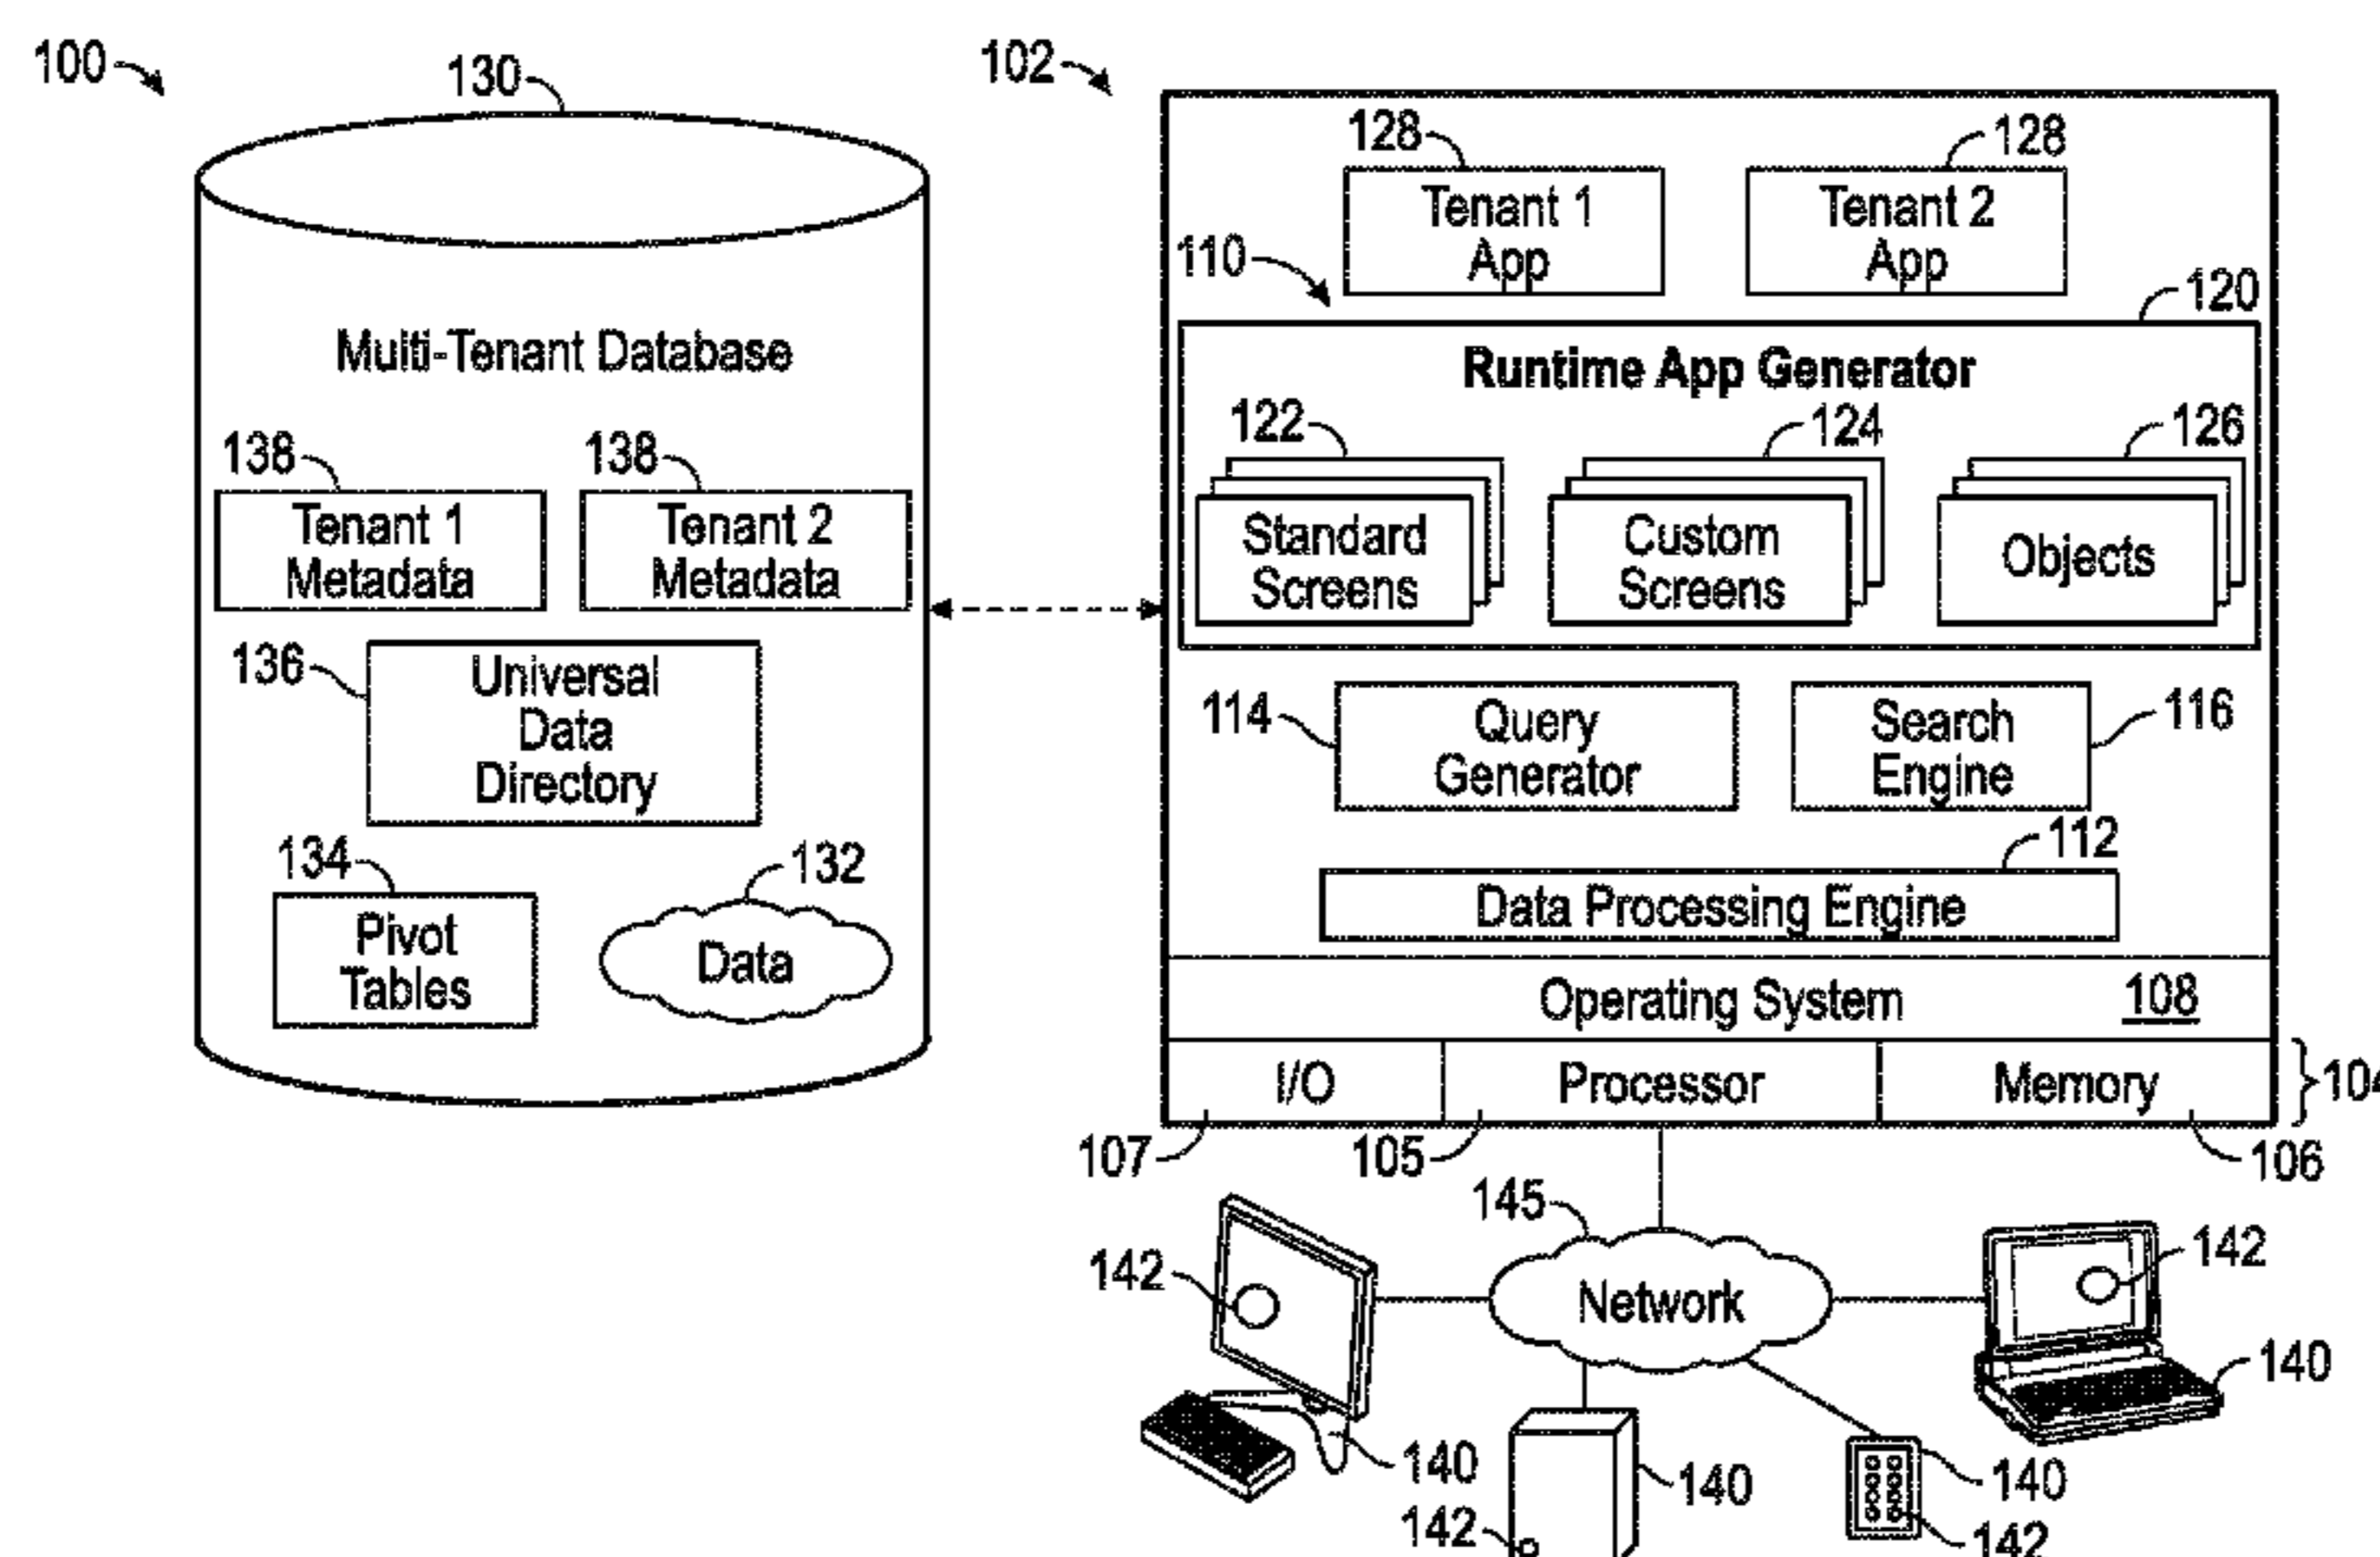 100
130
Multi-Tenant Database
138
138
Tenant 1
Metadata
Tenant 2
Metadata
136
Universal
Data
Directory
134
Pivot
Tables
132
Data
102
128
Tenant 1
App
128
Tenant 2
App
110
120
Runtime App Generator
122
Standard
Screens
124
Custom
Screens
126
Objects
114
Query
Generator
Search
Engine
116
112
Data Processing Engine
Operating System
108
I/O
Processor
Memory
104
107
105
106
145
Network
142
140
142
140
140
142
140
142